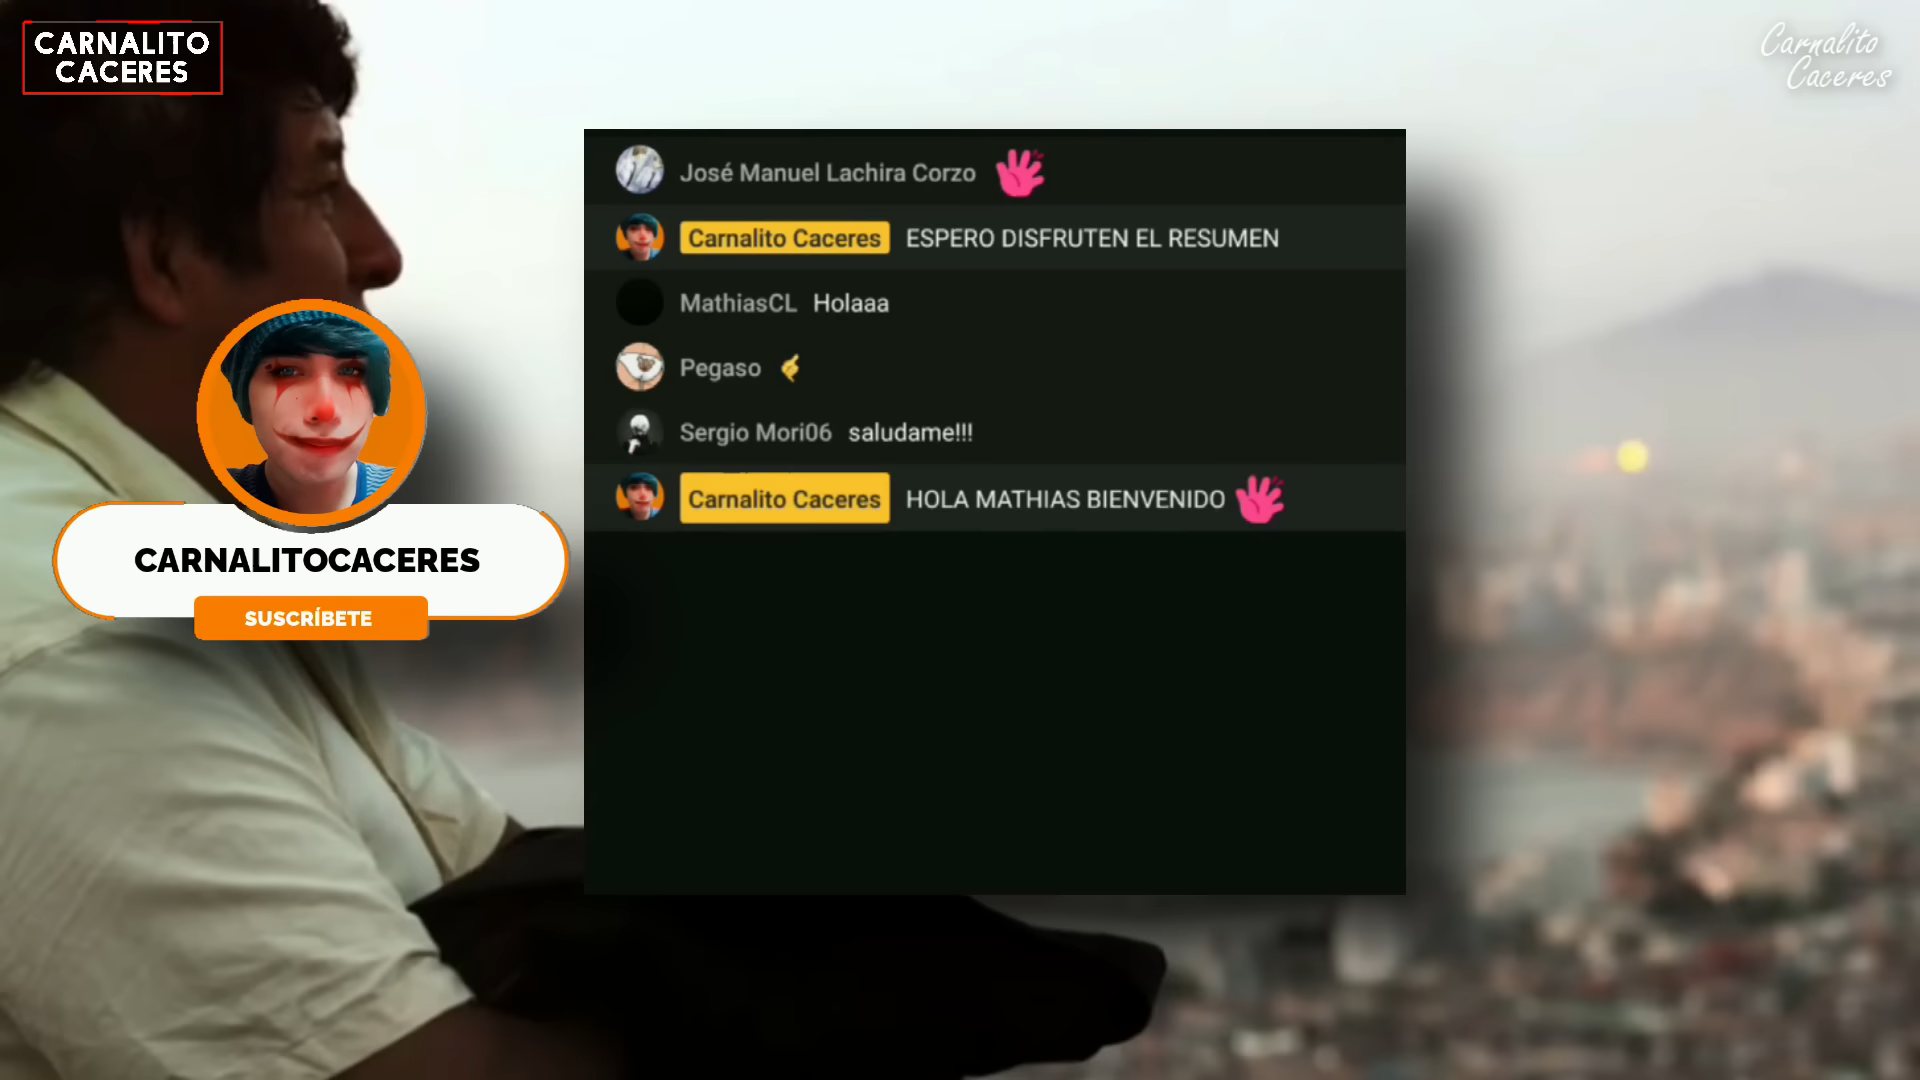 CARNALITO
CACERES
Carnalito
Caceres
José Manuel Lachira Corzo
Carnalito Caceres ESPERO DISFRUTEN EL RESUMEN
MathiasCL Holaaa
Pegaso
Sergio Mori06 saludame!!!
Carnalito Caceres HOLA MATHIAS BIENVENIDO
CARNALITOCACERES
SUSCRÍBETE